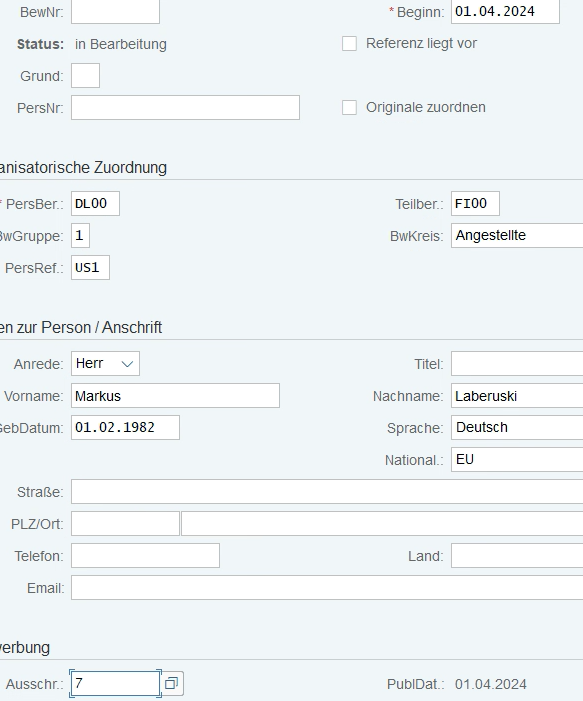 BewNr:
* Beginn: 01.04.2024
Status: in Bearbeitung
Referenz liegt vor
Grund:
PersNr:
Originale zuordnen
anisatorische Zuordnung
* PersBer.: DL00
Teilber.: FI00
BwGruppe: 1
BwKreis: Angestellte
PersRef.: US1
en zur Person / Anschrift
Anrede: Herr
Titel:
Vorname: Markus
Nachname: Laberuski
GebDatum: 01.02.1982
Sprache: Deutsch
National.: EU
Straße:
PLZ/Ort:
Telefon:
Land:
Email:
werbung
Ausschr.: 7
PublDat.: 01.04.2024